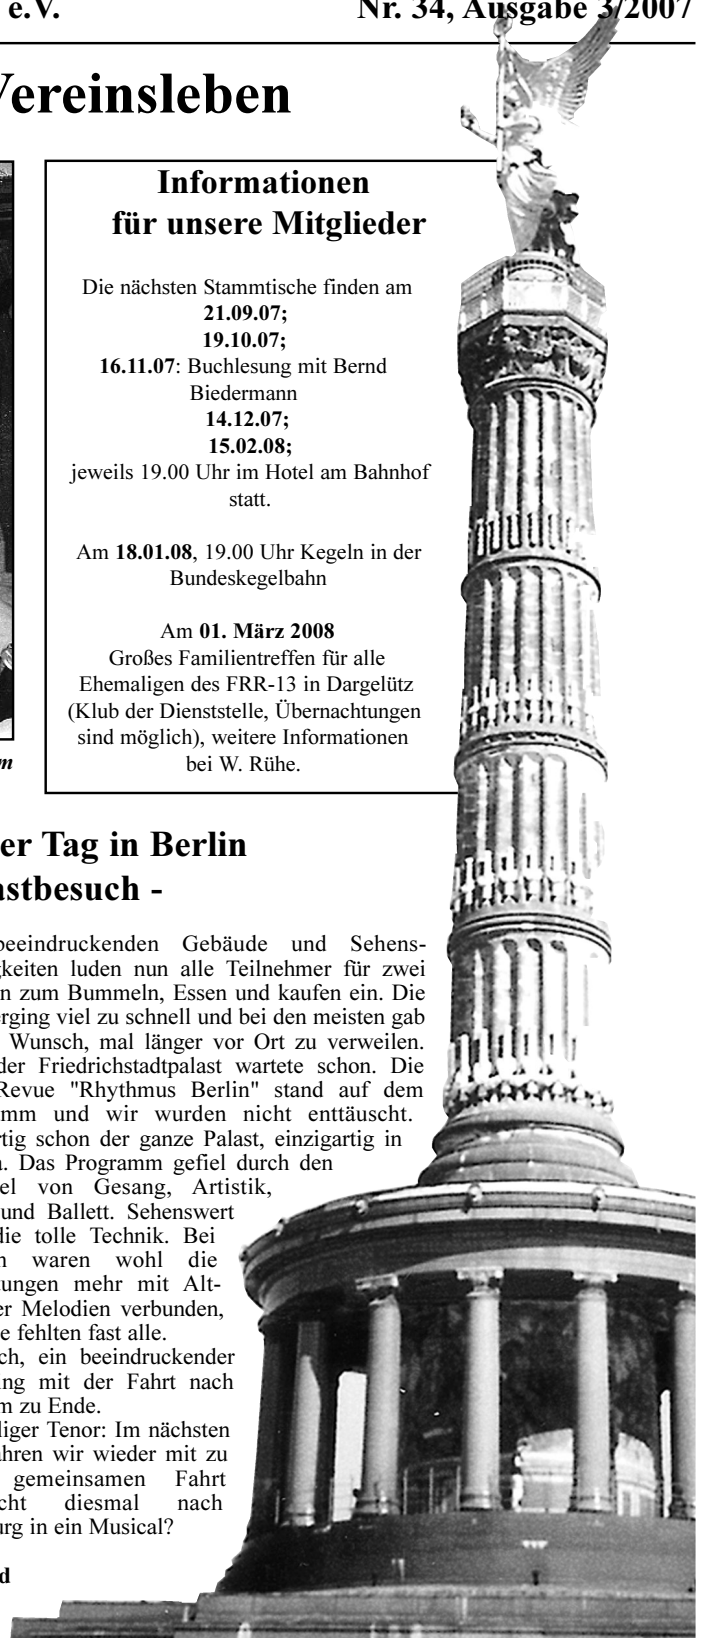 e.V.
Nr. 34, Ausgabe 3/2007
Vereinsleben
Informationen
für unsere Mitglieder
Die nächsten Stammtische finden am
21.09.07;
19.10.07;
16.11.07: Buchlesung mit Bernd
Biedermann
14.12.07;
15.02.08;
jeweils 19.00 Uhr im Hotel am Bahnhof
statt.
Am 18.01.08, 19.00 Uhr Kegeln in der
Bundeskegelbahn
Am 01. März 2008
Großes Familientreffen für alle
Ehemaligen des FRR-13 in Dargelütz
(Klub der Dienststelle, Übernachtungen
sind möglich), weitere Informationen
bei W. Rühe.
m
er Tag in Berlin
astbesuch -
beeindruckenden Gebäude und Sehens-
gkeiten luden nun alle Teilnehmer für zwei
n zum Bummeln, Essen und kaufen ein. Die
erging viel zu schnell und bei den meisten gab
Wunsch, mal länger vor Ort zu verweilen.
der Friedrichstadtpalast wartete schon. Die
Revue "Rhythmus Berlin" stand auf dem
mm und wir wurden nicht enttäuscht.
rtig schon der ganze Palast, einzigartig in
a. Das Programm gefiel durch den
el von Gesang, Artistik,
und Ballett. Sehenswert
die tolle Technik. Bei
n waren wohl die
tungen mehr mit Alt-
er Melodien verbunden,
e fehlten fast alle.
ch, ein beeindruckender
ng mit der Fahrt nach
m zu Ende.
liger Tenor: Im nächsten
ahren wir wieder mit zu
gemeinsamen Fahrt
cht diesmal nach
urg in ein Musical?
d